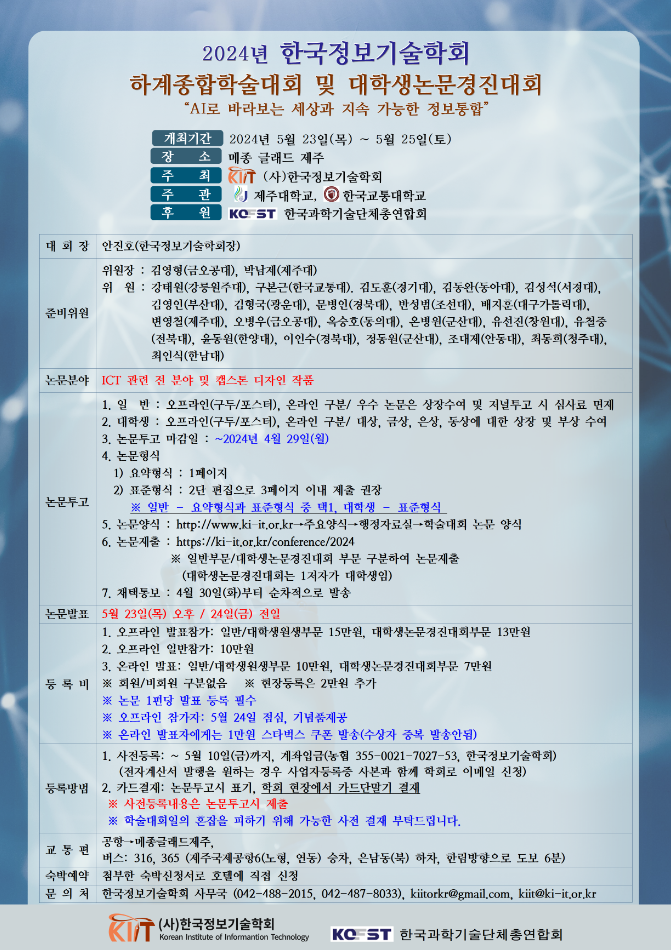 2024년 한국정보기술학회
하계종합학술대회 및 대학생논문경진대회
“AI로 바라보는 세상과 지속 가능한 정보통합”
개최기간 2024년 5월 23일(목) ~ 5월 25일(토)
장 소 메종 글래드 제주
주 최 KIIT (사)한국정보기술학회
주 관 제주대학교, 한국교통대학교
후 원 KOFST 한국과학기술단체총연합회
대 회 장 안진호(한국정보기술학회장)
준비위원
위원장 : 김영형(금오공대), 박남제(제주대)
위 원 : 강태원(강릉원주대), 구본근(한국교통대). 김도훈(경기대), 김동완(동아대), 김성석(서경대),
김영인(부산대), 김형국(광운대), 문병인(경북대), 반성범(조선대), 배지훈(대구가톨릭대),
변영철(제주대), 오병우(금오공대), 옥승호(동의대), 온병원(군산대), 유선진(창원대), 유철중
(전북대), 윤동원(한양대), 이인수(경북대), 정동원(군산대), 조대제(안동대), 최동희(청주대),
최인식(한남대)
논문분야 ICT 관련 전 분야 및 캡스톤 디자인 작품
논문투고
1. 일 반 : 오프라인(구두/포스터), 온라인 구분/ 우수 논문은 상장수여 및 저널투고 시 심사료 면제
2. 대학생 : 오프라인(구두/포스터), 온라인 구분/ 대상, 금상, 은상, 동상에 대한 상장 및 부상 수여
3. 논문투고 마감일 : ~2024년 4월 29일(월)
4. 논문형식
1) 요약형식 : 1페이지
2) 표준형식 : 2단 편집으로 3페이지 이내 제출 권장
※ 일반 - 요약형식과 표준형식 중 택1, 대학생 - 표준형식
5. 논문양식 : http://www.ki-it.or.kr→주요양식→행정자료실→학술대회 논문 양식
6. 논문제출 : https://ki-it.or.kr/conference/2024
※ 일반부문/대학생논문경진대회 부문 구분하여 논문제출
(대학생논문경진대회는 1저자가 대학생임)
7. 채택통보 : 4월 30일(화)부터 순차적으로 발송
논문발표 5월 23일(목) 오후 / 24일(금) 전일
등 록 비
1. 오프라인 발표참가: 일반/대학생원생부문 15만원, 대학생논문경진대회부문 13만원
2. 오프라인 일반참가: 10만원
3. 온라인 발표: 일반/대학생원생부문 10만원, 대학생논문경진대회부문 7만원
※ 회원/비회원 구분없음 ※ 현장등록은 2만원 추가
※ 논문 1편당 발표 등록 필수
※ 오프라인 참가자: 5월 24일 점심, 기념품제공
※ 온라인 발표자에게는 1만원 스타벅스 쿠폰 발송(수상자 중복 발송안됨)
등록방법
1. 사전등록: ~ 5월 10일(금)까지, 계좌입금(농협 355-0021-7027-53, 한국정보기술학회)
(전자계산서 발행을 원하는 경우 사업자등록증 사본과 함께 학회로 이메일 신청)
2. 카드결제: 논문투고시 표기, 학회 현장에서 카드단말기 결제
※ 사전등록내용은 논문투고시 제출
※ 학술대회일의 혼잡을 피하기 위해 가능한 사전 결제 부탁드립니다.
교 통 편
공항→메종글래드제주,
버스: 316, 365 (제주국제공항6(노형, 연동) 승차, 은남동(북) 하차, 한림방향으로 도보 6분)
숙박예약 첨부한 숙박신청서로 호텔에 직접 신청
문 의 처 한국정보기술학회 사무국 (042-488-2015, 042-487-8033), kiitorkr@gmail.com, kiit@ki-it.or.kr
KIIT (사)한국정보기술학회
Korean Institute of Informantion Technology
KOFST 한국과학기술단체총연합회